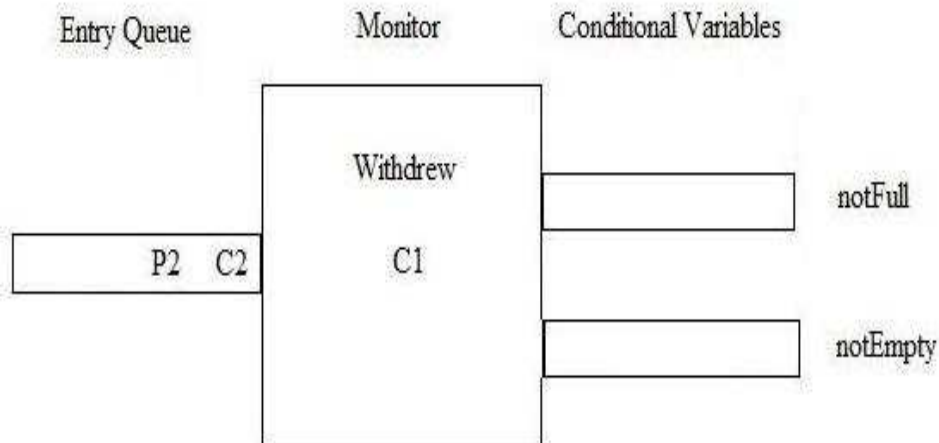 Entry Queue Monitor Conditional Variables
Withdrew
notFull
P2 C2 C1
notEmpty